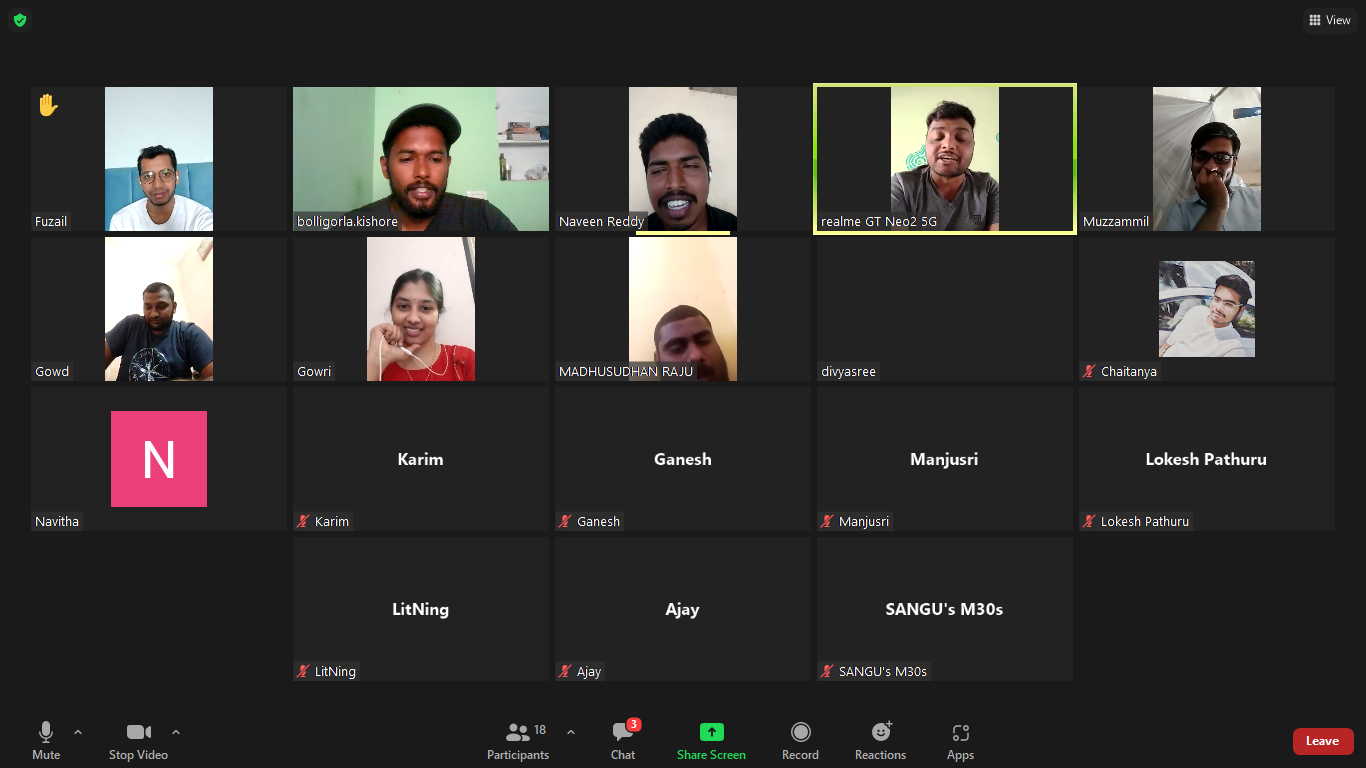 View
Fuzail
bolligorla.kishore
Naveen Reddy
realme GT Neo2 5G
Muzzammil
Gowd
Gowri
MADHUSUDHAN RAJU
divyasree
Chaitanya
N
Navitha
Karim
Karim
Ganesh
Ganesh
Manjusri
Manjusri
Lokesh Pathuru
Lokesh Pathuru
LitNing
LitNing
Ajay
Ajay
SANGU's M30s
SANGU's M30s
Mute
Stop Video
18
Participants
3
Chat
Share Screen
Record
Reactions
Apps
Leave